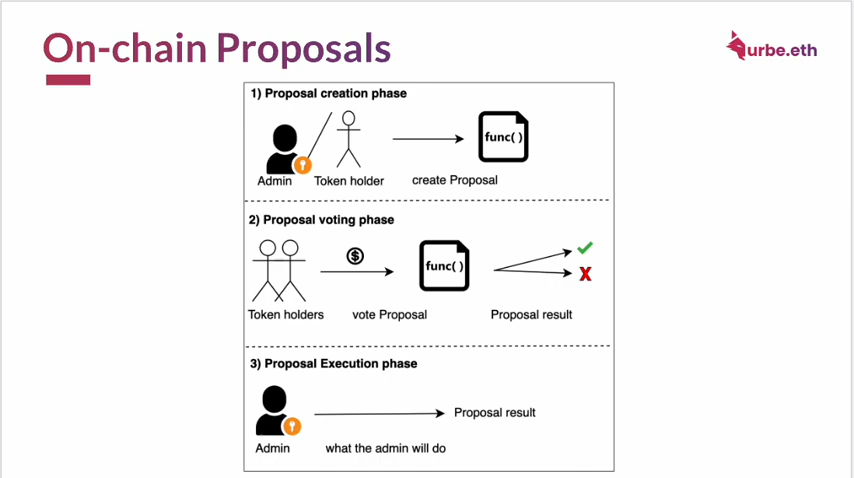 On-chain Proposals
urbe.eth
1) Proposal creation phase
func( )
Admin
Token holder
create Proposal
2) Proposal voting phase
$
func( )
Token holders
vote Proposal
Proposal result
3) Proposal Execution phase
Proposal result
Admin
what the admin will do